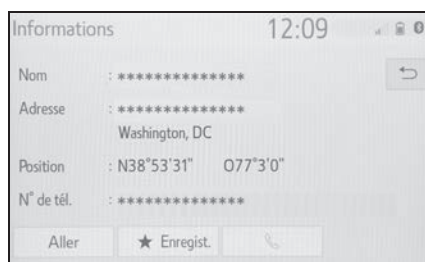 Informations 12:09
Nom : **************
Adresse : **************
Washington, DC
Position : N38°53'31" O77°3'0"
N° de tél. : **************
Aller ★ Enregist.